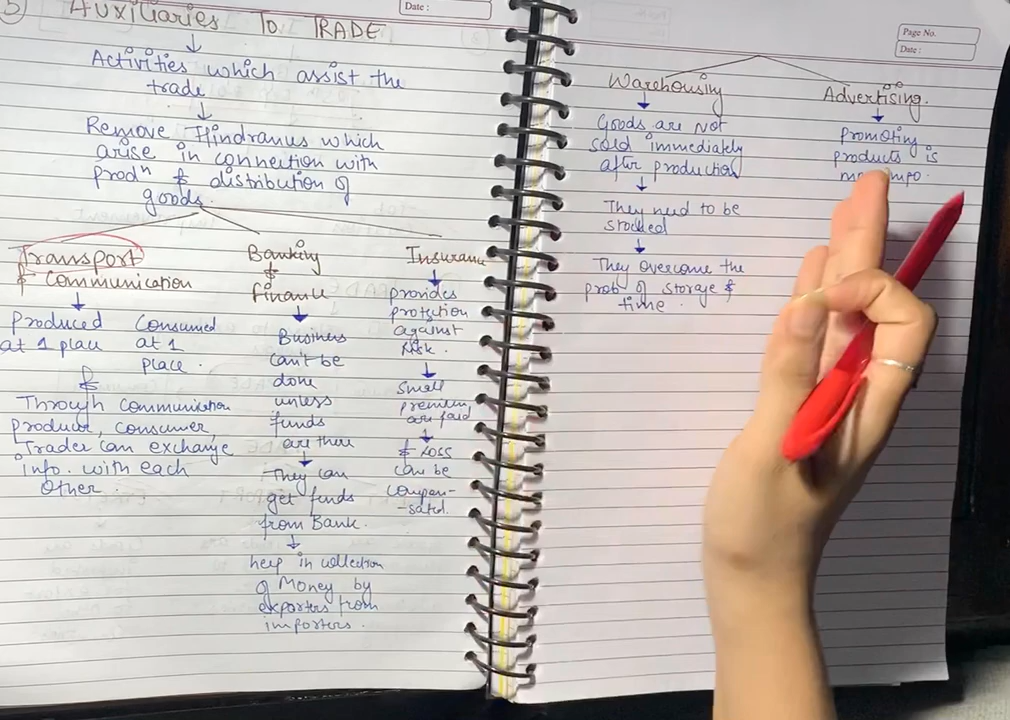 5) AUXILIARIES TO TRADE
Date :
Activities which assist the
trade
Remove Hindrances which
arise in connection with
prodn & distribution of
goods.
Transport
& Communication
Produced Consumed
at 1 place at 1
place.
&
Through communication
producer, consumer,
Trader can exchange
info. with each
other
Banking
&
finance
Business
can't be
done
unless
funds
are there
They can
get funds
from Bank.
help in collection
of Money by
exporters from
importers.
Insurance
provides
protection
against
risk.
Small
premium
are paid
& Loss
can be
compen-
-sated.
Page No.
Date :
Warehousing
Goods are Not
sold immediately
after production
They need to be
stocked
They overcome the
prob of storage &
time.
Advertising.
promoting
products is
impo.